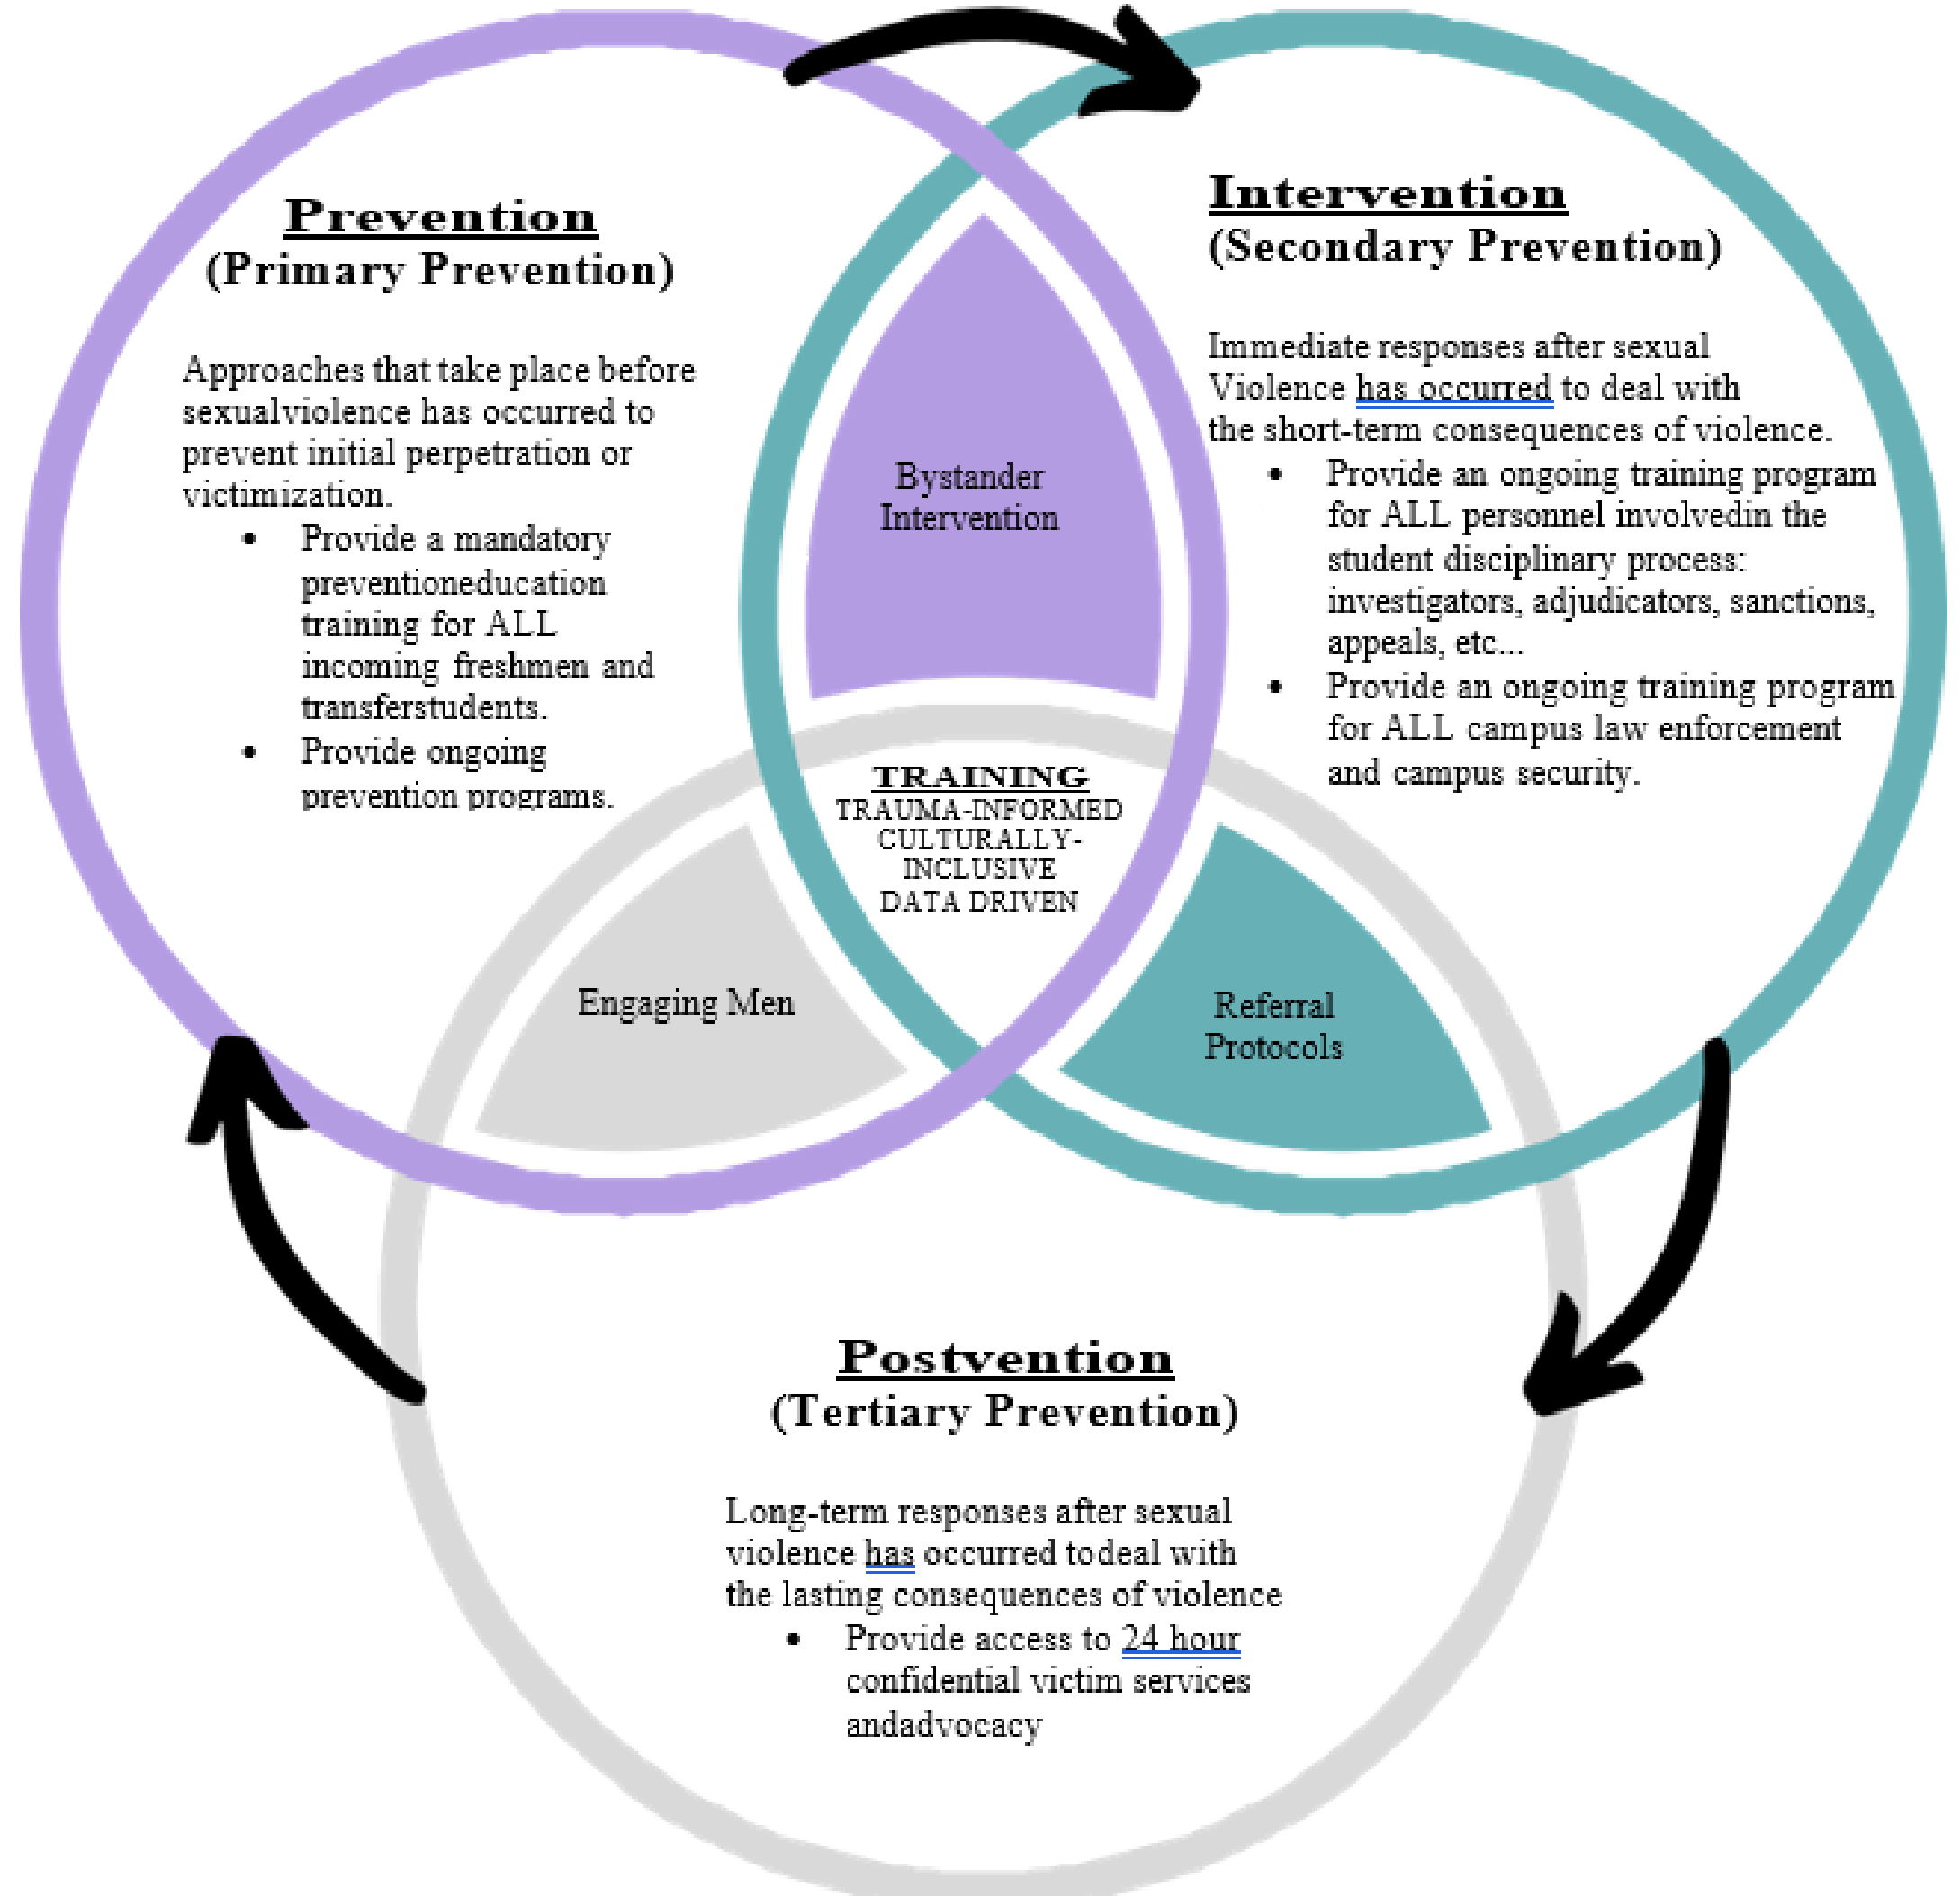 Prevention
(Primary Prevention)
Approaches that take place before
sexualviolence has occurred to
prevent initial perpetration or
victimization.
• Provide a mandatory
preventioneducation
training for ALL
incoming freshmen and
transferstudents.
• Provide ongoing
prevention programs.
Intervention
(Secondary Prevention)
Immediate responses after sexual
Violence has occurred to deal with
the short-term consequences of violence.
• Provide an ongoing training program
for ALL personnel involvedin the
student disciplinary process:
investigators, adjudicators, sanctions,
appeals, etc...
• Provide an ongoing training program
for ALL campus law enforcement
and campus security.
Bystander
Intervention
TRAINING
TRAUMA-INFORMED
CULTURALLY-
INCLUSIVE
DATA DRIVEN
Engaging Men
Referral
Protocols
Postvention
(Tertiary Prevention)
Long-term responses after sexual
violence has occurred todeal with
the lasting consequences of violence
• Provide access to 24 hour
confidential victim services
andadvocacy